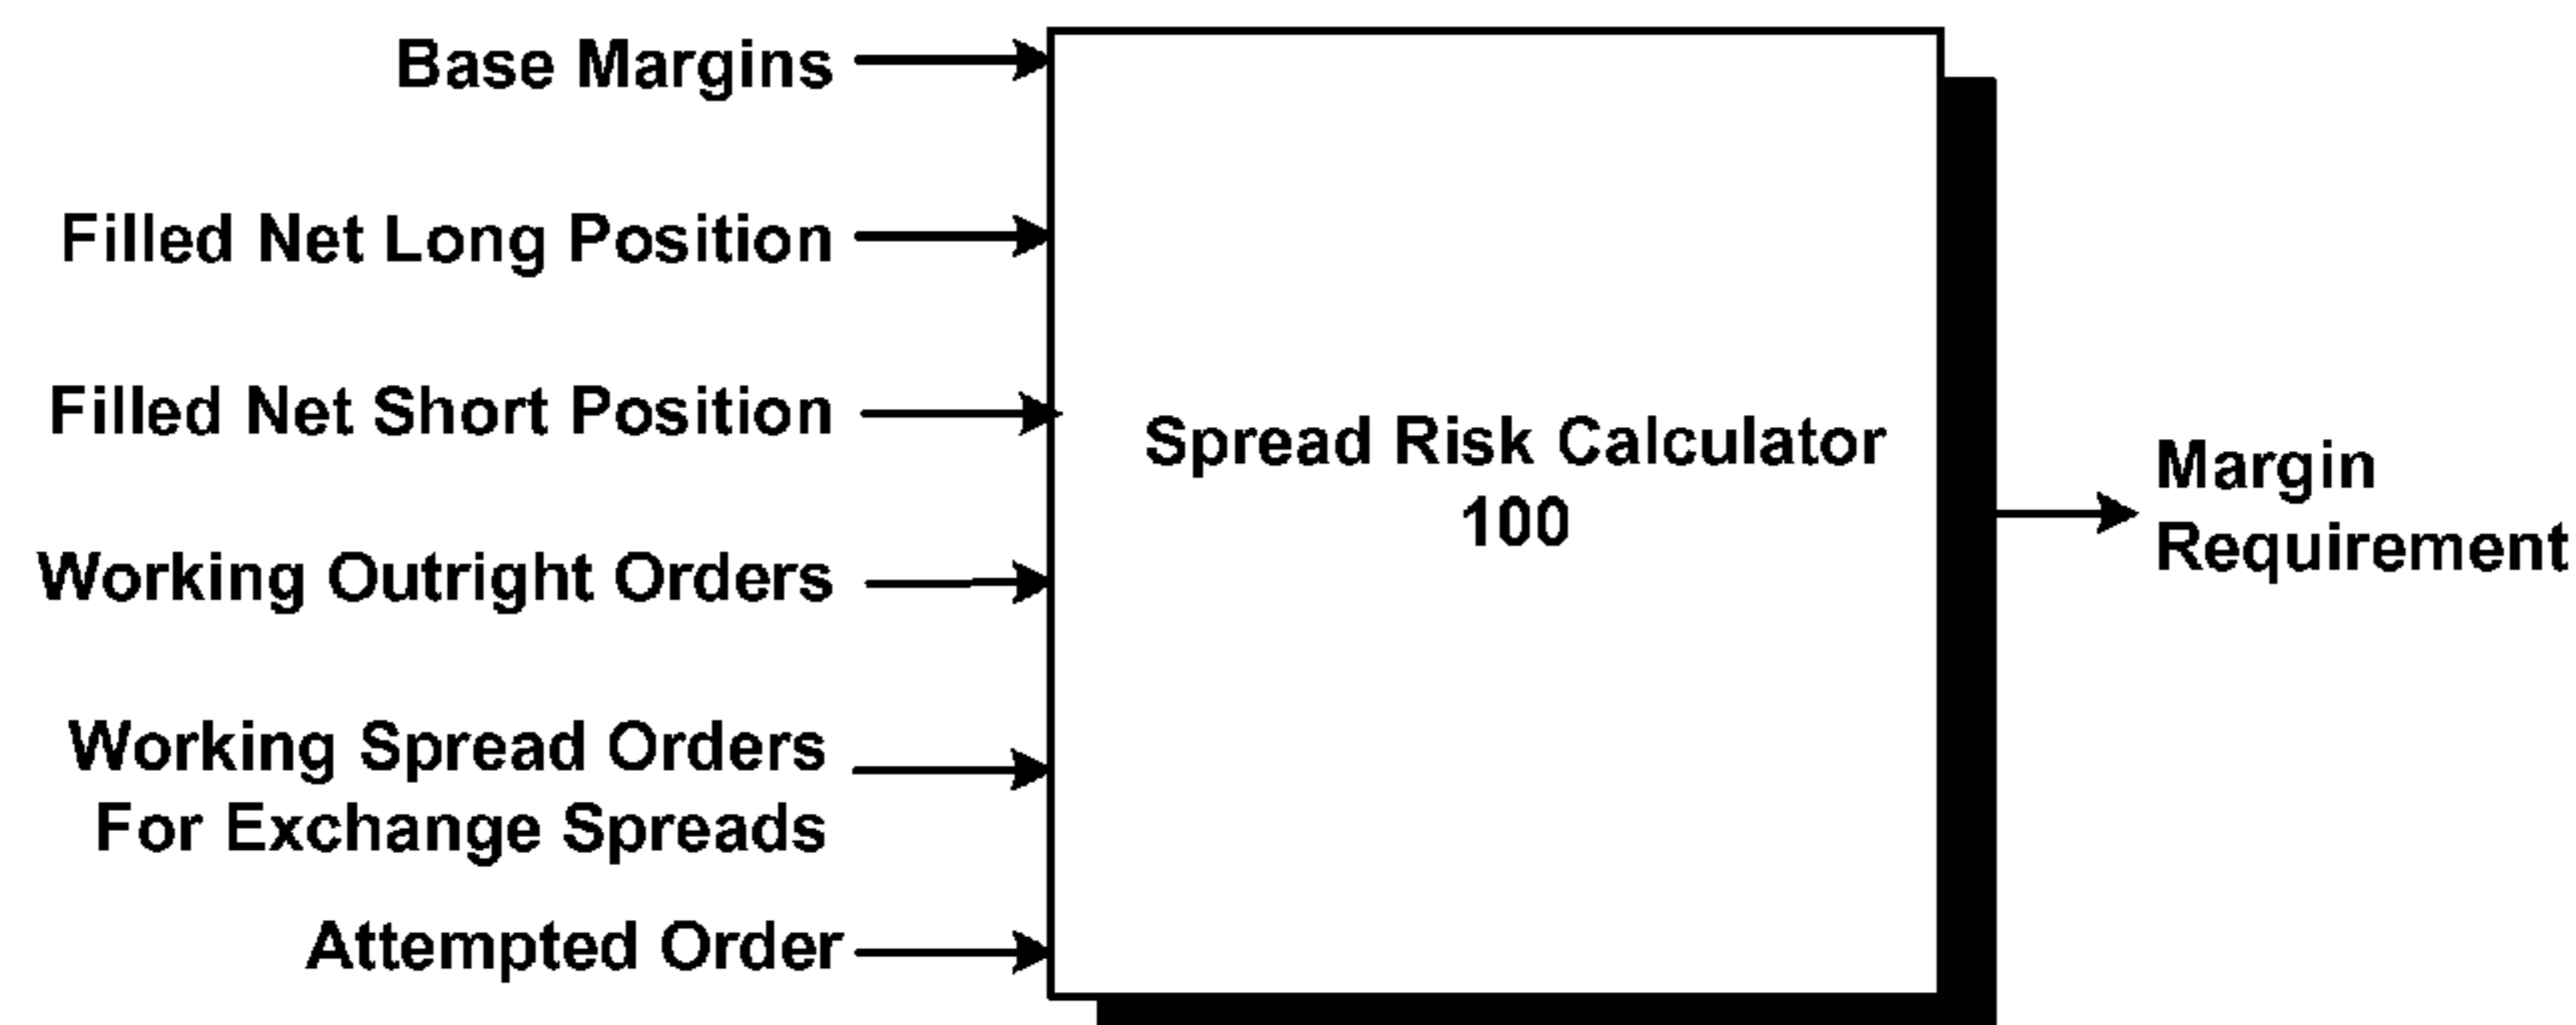 Base Margins
Filled Net Long Position
Filled Net Short Position
Working Outright Orders
Working Spread Orders
For Exchange Spreads
Attempted Order
Spread Risk Calculator
100
Margin
Requirement